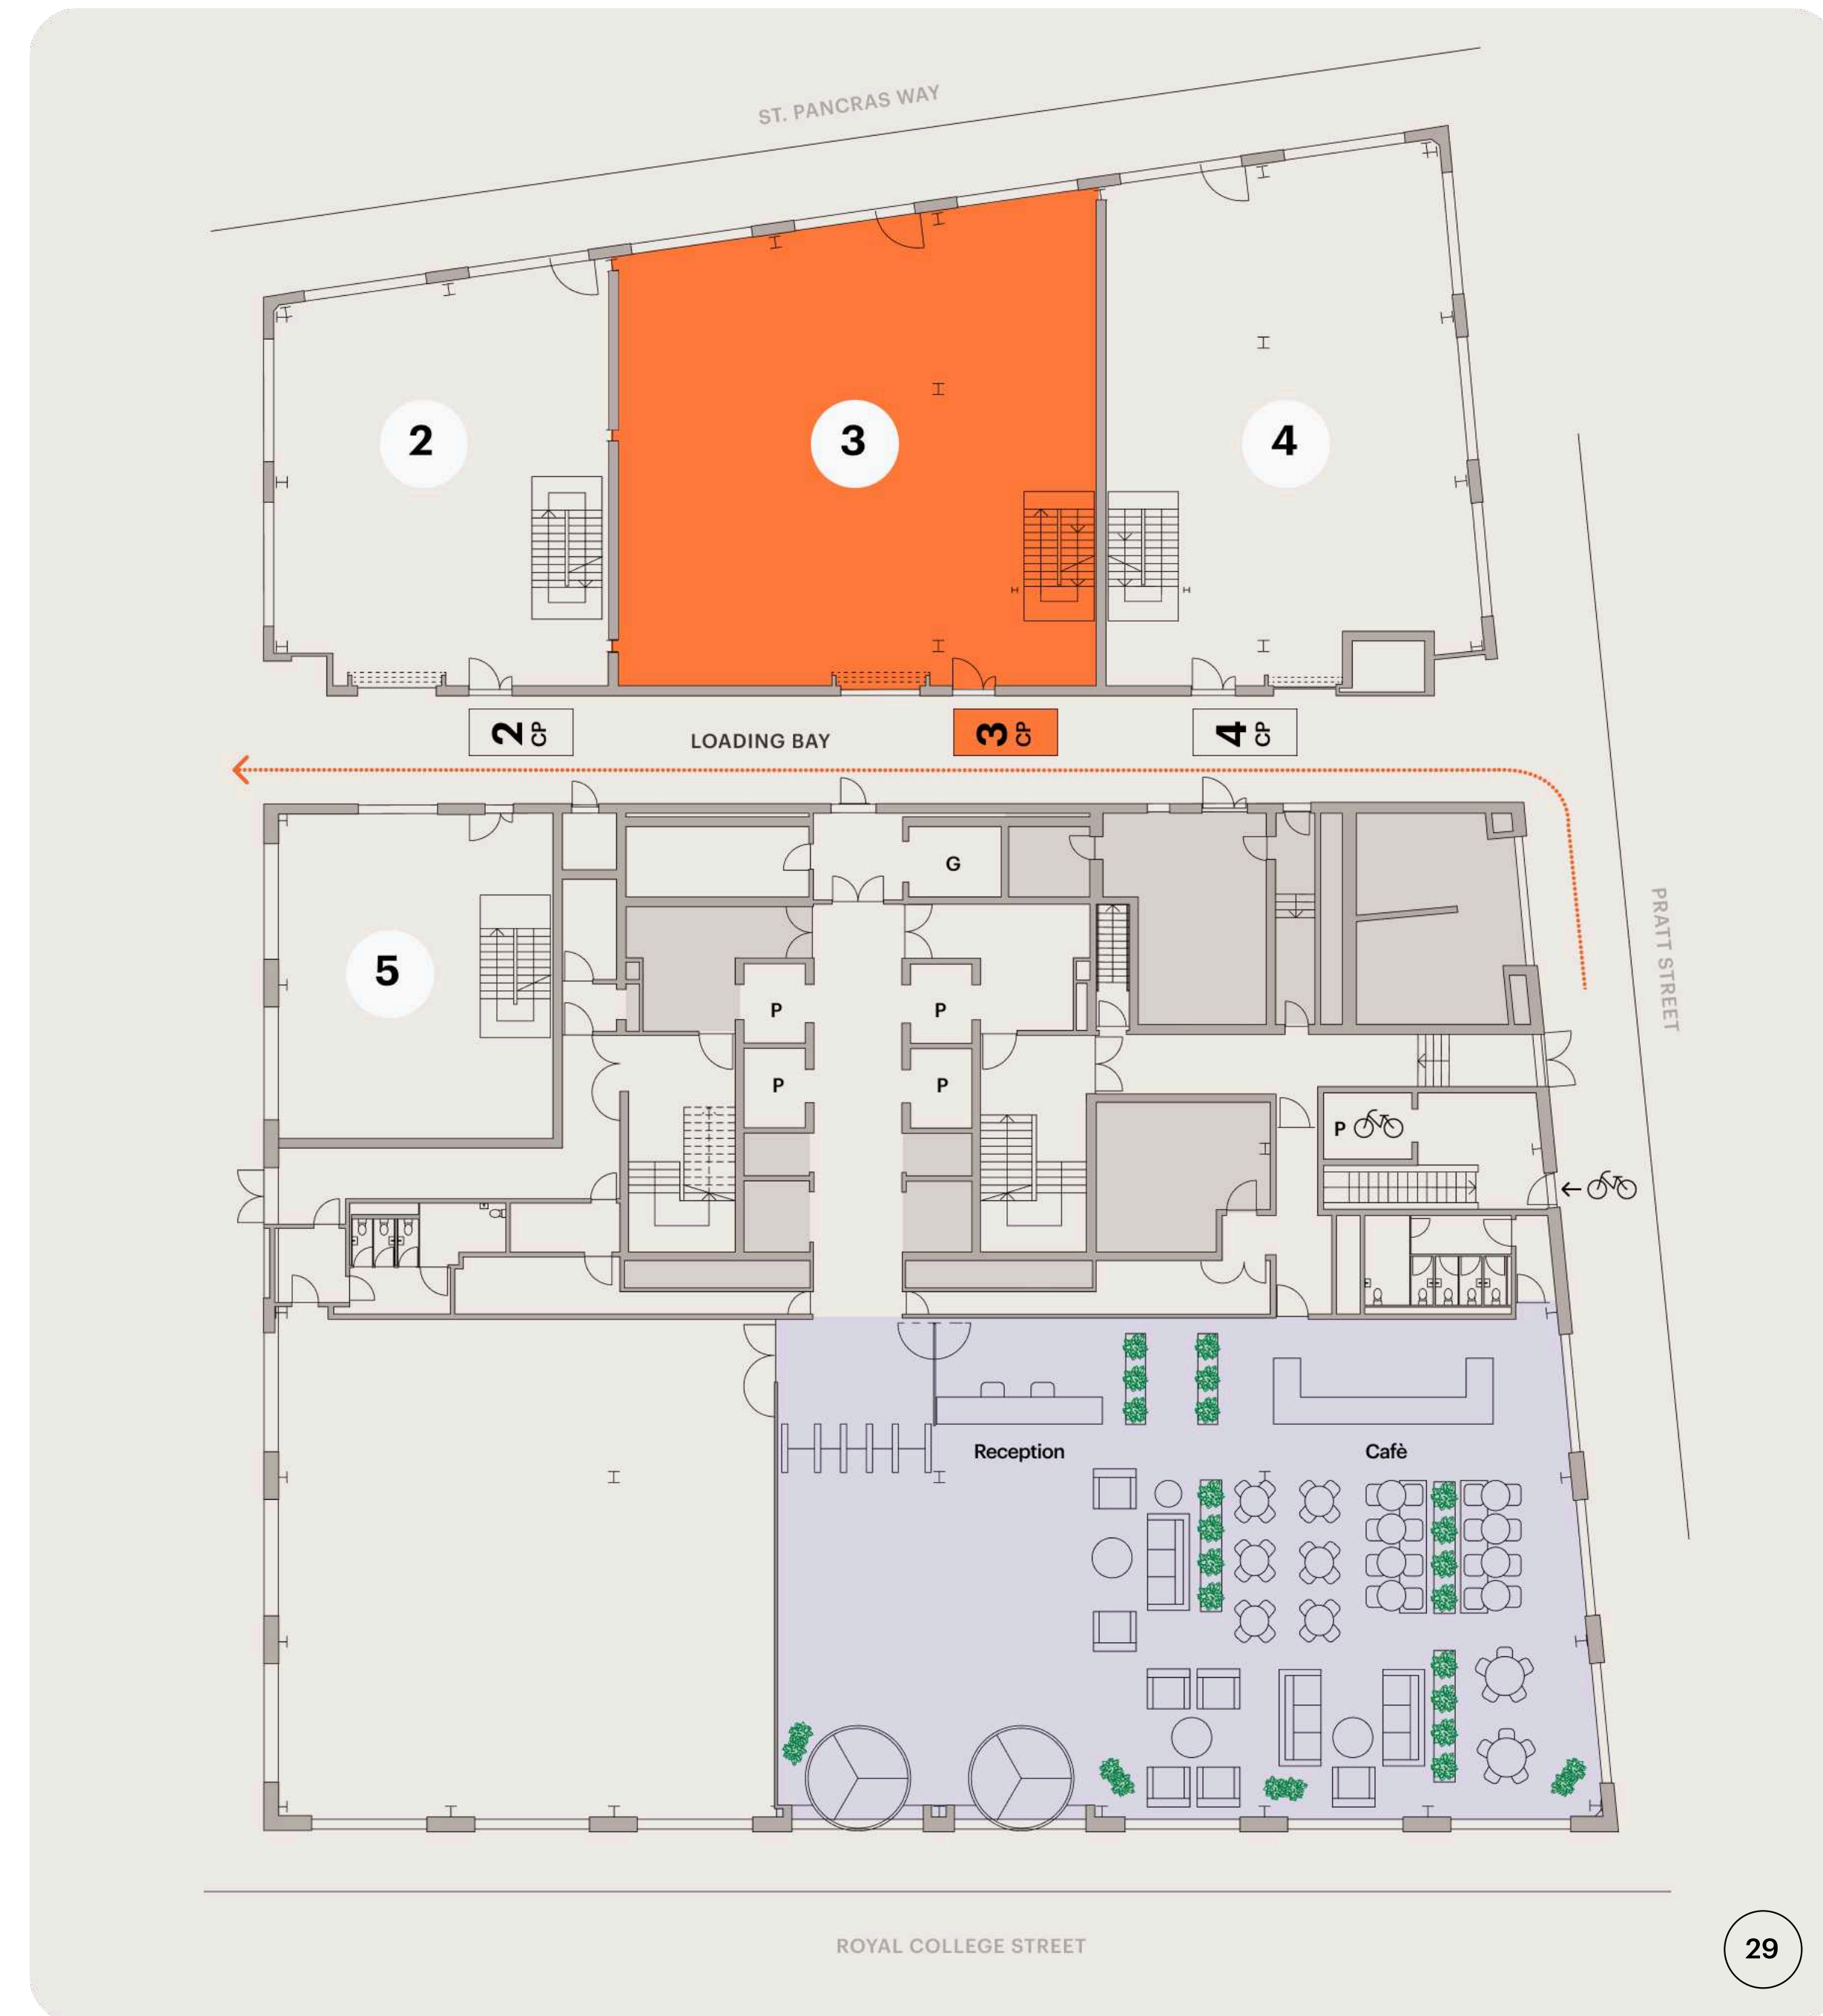 ST. PANCRAS WAY
2
3
4
2 CP
LOADING BAY
3 CP
4 CP
G
5
P
P
P
P
P
PRATT STREET
Reception
Cafè
ROYAL COLLEGE STREET
29